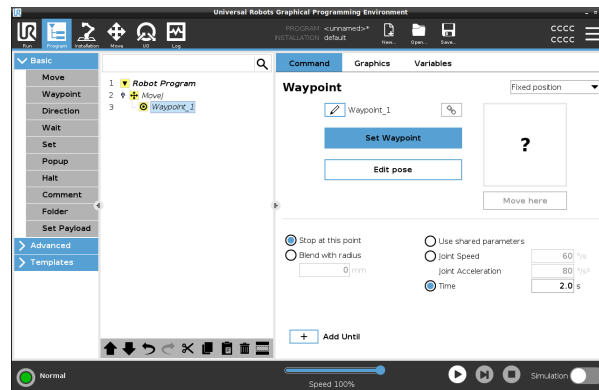 Universal Robots Graphical Programming Environment
Run Program Installation Move I/O Log
PROGRAM <unnamed>*
INSTALLATION default
New... Open... Save...
CCCC
CCCC
Basic
Move
Waypoint
Direction
Wait
Set
Popup
Halt
Comment
Folder
Set Payload
Advanced
Templates
1 Robot Program
2 MoveJ
3 Waypoint_1
Command Graphics Variables
Waypoint
Fixed position
Waypoint_1
Set Waypoint
Edit pose
?
Move here
Stop at this point
Blend with radius
0 mm
Use shared parameters
Joint Speed 60 °/s
Joint Acceleration 80 °/s²
Time 2.0 s
+ Add Until
Normal
Speed 100%
Simulation